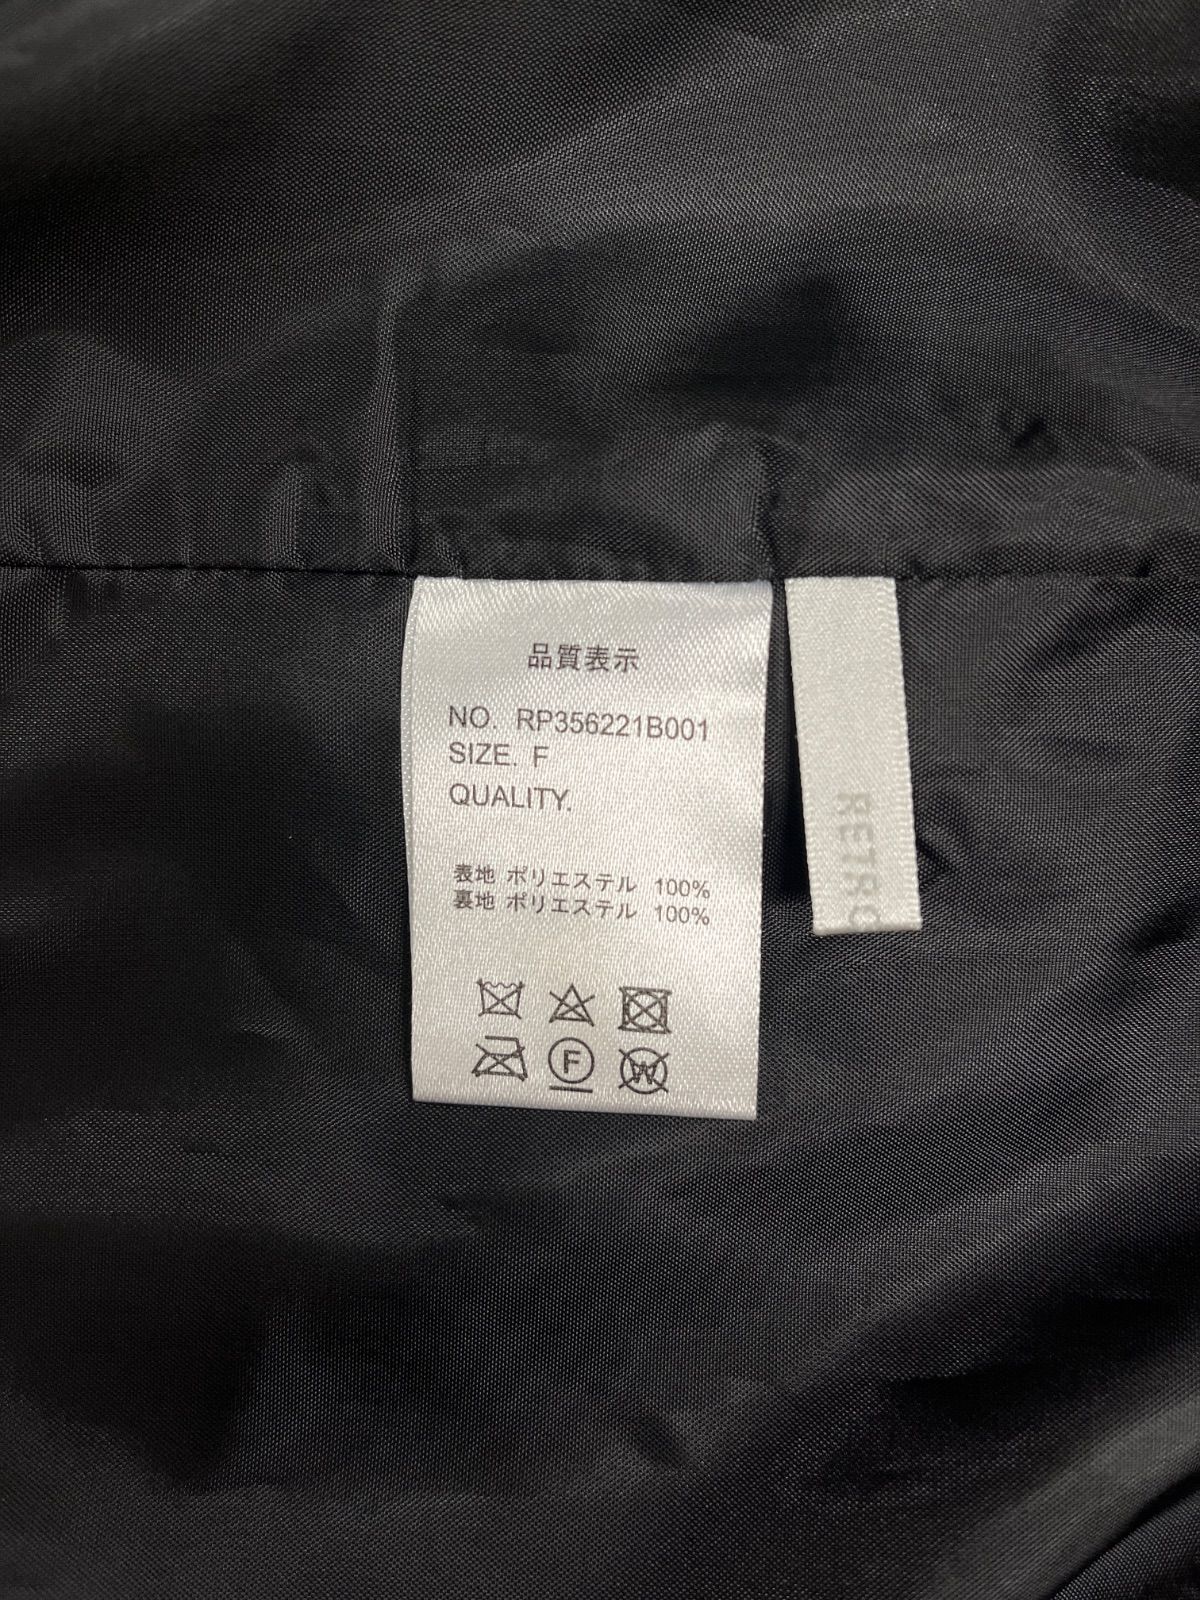 品質表示
NO. RP356221B001
SIZE. F
QUALITY.
表地 ポリエステル 100%
裏地 ポリエステル 100%
F
W
RETRO